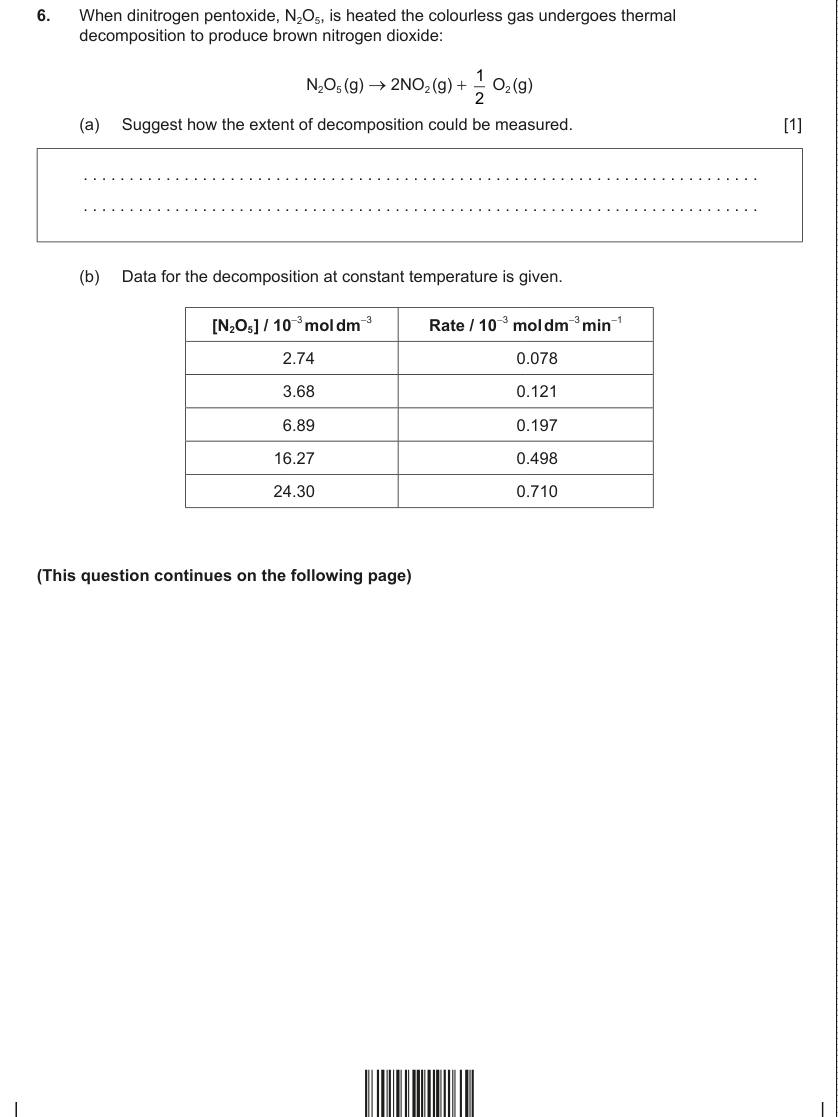 6. When dinitrogen pentoxide, N₂O₅, is heated the colourless gas undergoes thermal
decomposition to produce brown nitrogen dioxide:
N₂O₅ (g) → 2NO₂ (g) + 1/2 O₂ (g)
(a) Suggest how the extent of decomposition could be measured. [1]
(b) Data for the decomposition at constant temperature is given.
[N₂O₅] / 10⁻³ mol dm⁻³ Rate / 10⁻³ mol dm⁻³ min⁻¹
2.74 0.078
3.68 0.121
6.89 0.197
16.27 0.498
24.30 0.710
(This question continues on the following page)